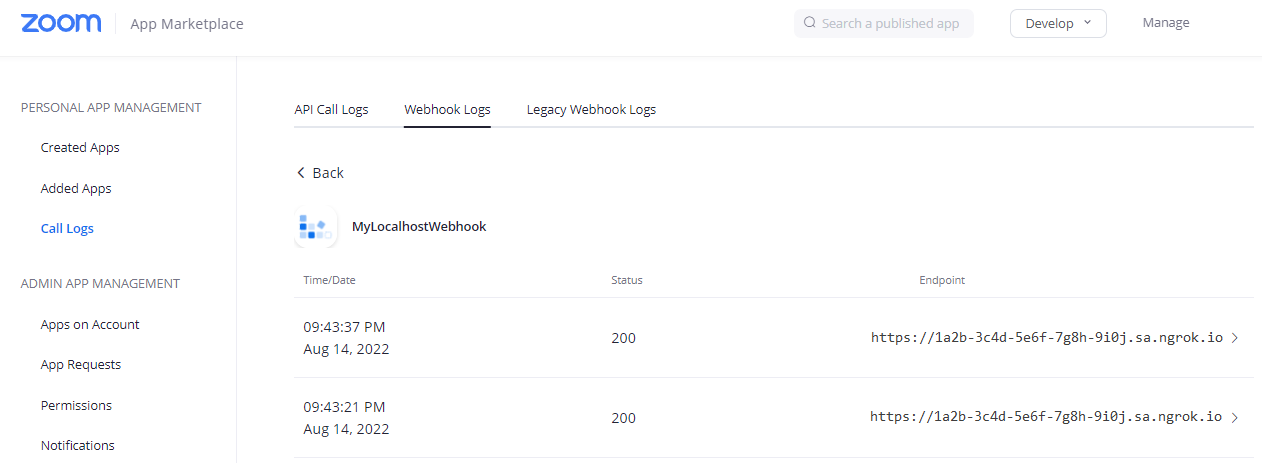 zoom App Marketplace Search a published app Develop Manage
PERSONAL APP MANAGEMENT
Created Apps
Added Apps
Call Logs
ADMIN APP MANAGEMENT
Apps on Account
App Requests
Permissions
Notifications
API Call Logs Webhook Logs Legacy Webhook Logs
Back
MyLocalhostWebhook
Time/Date Status Endpoint
09:43:37 PM
Aug 14, 2022
200
https://1a2b-3c4d-5e6f-7g8h-9i0j.sa.ngrok.io
09:43:21 PM
Aug 14, 2022
200
https://1a2b-3c4d-5e6f-7g8h-9i0j.sa.ngrok.io